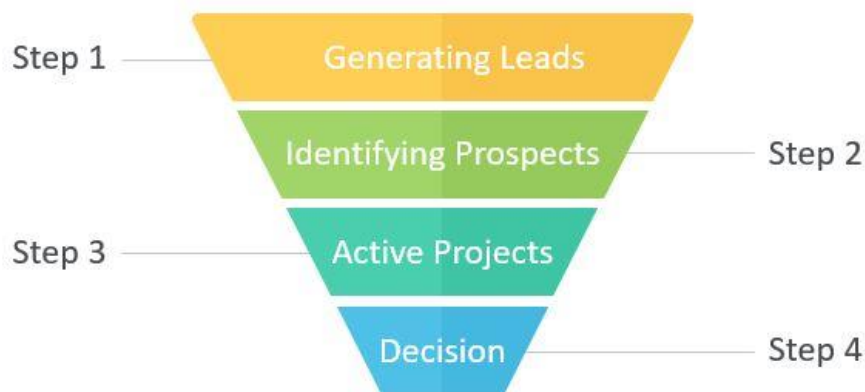 Step 1
Generating Leads
Identifying Prospects
Step 2
Step 3
Active Projects
Decision
Step 4